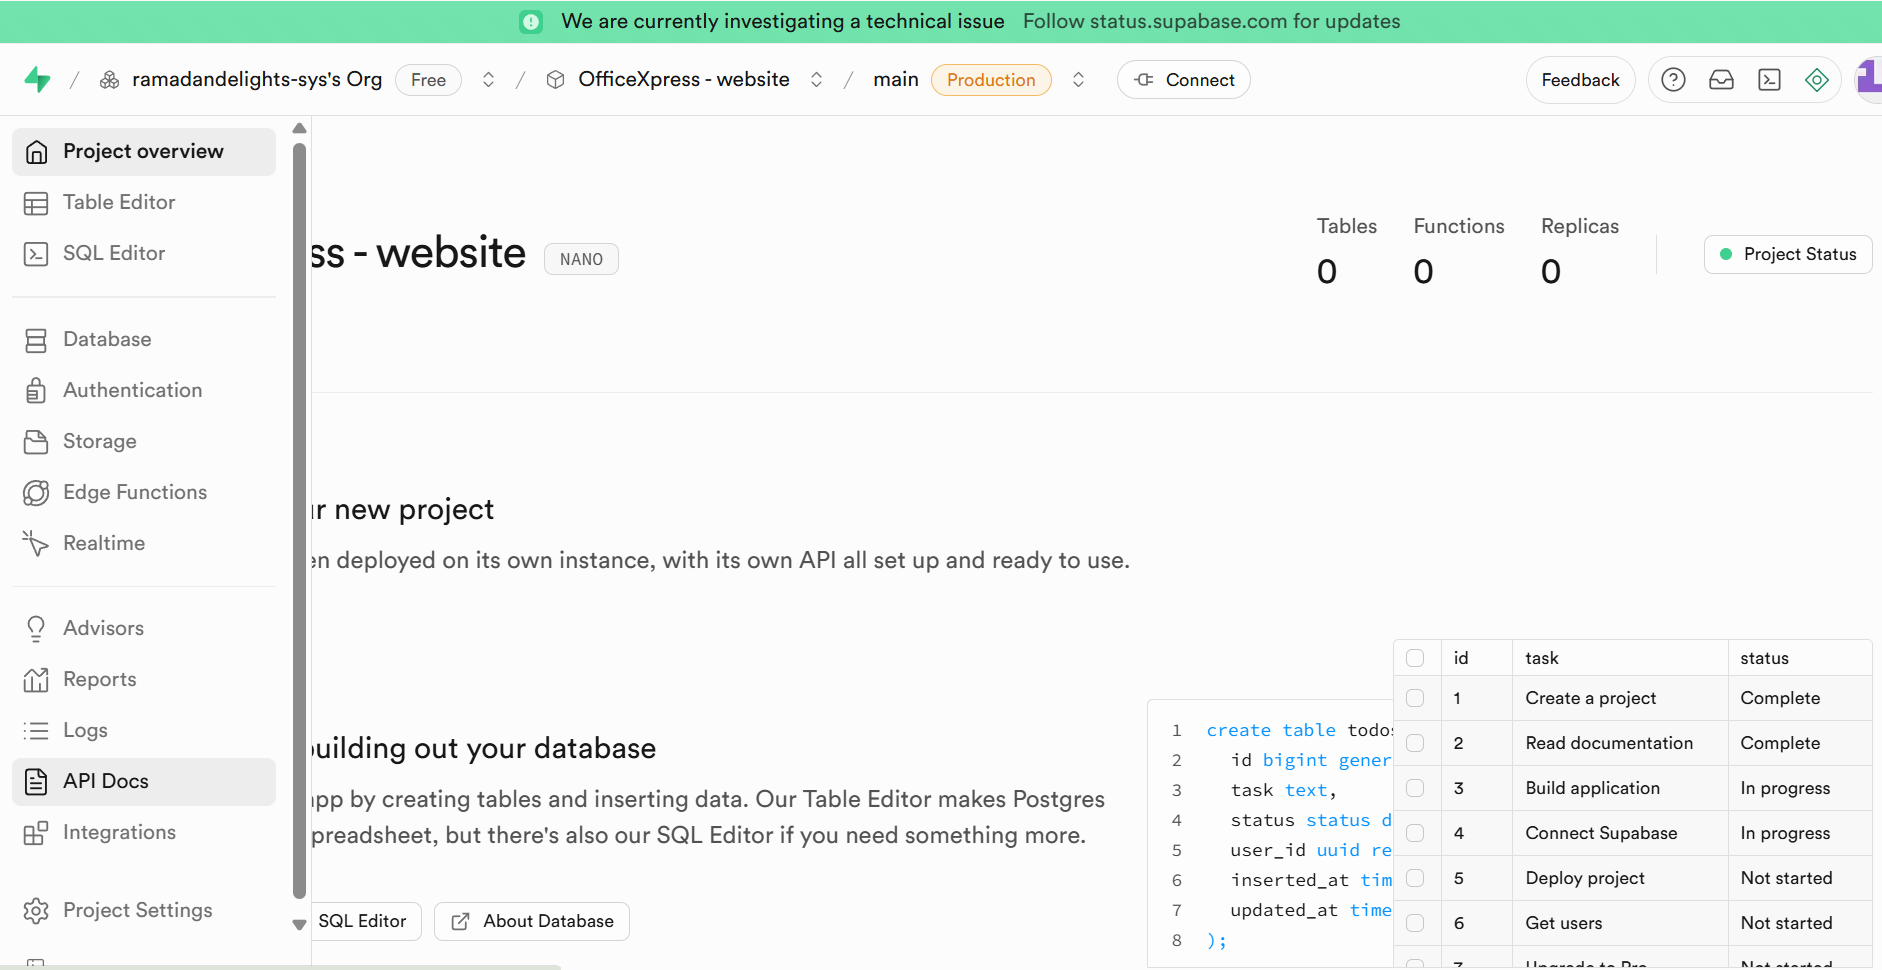 We are currently investigating a technical issue Follow status.supabase.com for updates
/ ramadandelights-sys's Org Free / OfficeXpress - website / main Production Connect Feedback
Project overview
Table Editor
SQL Editor
Database
Authentication
Storage
Edge Functions
Realtime
Advisors
Reports
Logs
API Docs
Integrations
Project Settings
ss - website NANO
Tables Functions Replicas
0 0 0
Project Status
r new project
en deployed on its own instance, with its own API all set up and ready to use.
uilding out your database
app by creating tables and inserting data. Our Table Editor makes Postgres
preadsheet, but there's also our SQL Editor if you need something more.
SQL Editor About Database
1 create table todos
2 id bigint gener
3 task text,
4 status status d
5 user_id uuid re
6 inserted_at tim
7 updated_at time
8 );
id task status
1 Create a project Complete
2 Read documentation Complete
3 Build application In progress
4 Connect Supabase In progress
5 Deploy project Not started
6 Get users Not started
7 Upgrade to Pro Not started